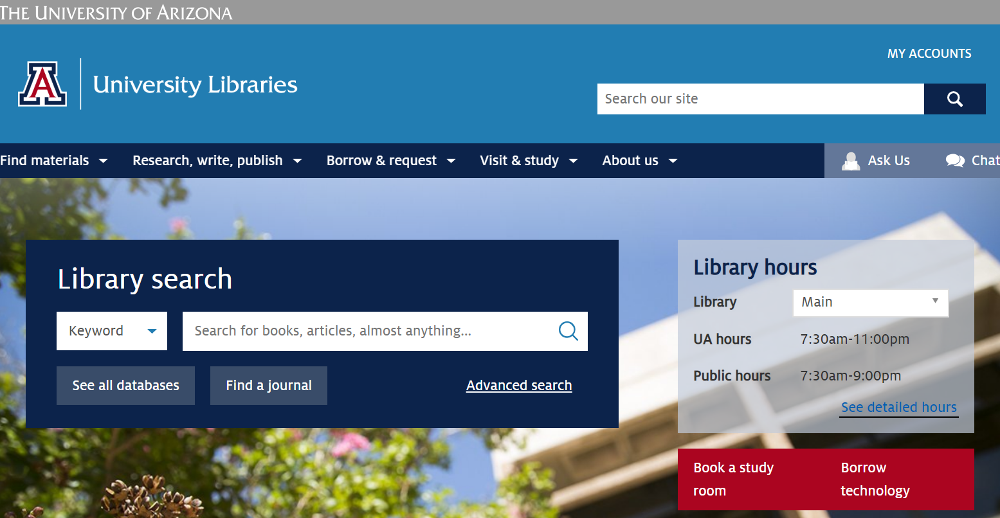 THE UNIVERSITY OF ARIZONA
MY ACCOUNTS
A
University Libraries
Search our site
Find materials
Research, write, publish
Borrow & request
Visit & study
About us
Ask Us
Chat
Library search
Keyword
Search for books, articles, almost anything...
See all databases
Find a journal
Advanced search
Library hours
Library Main
UA hours 7:30am-11:00pm
Public hours 7:30am-9:00pm
See detailed hours
Book a study
room
Borrow
technology